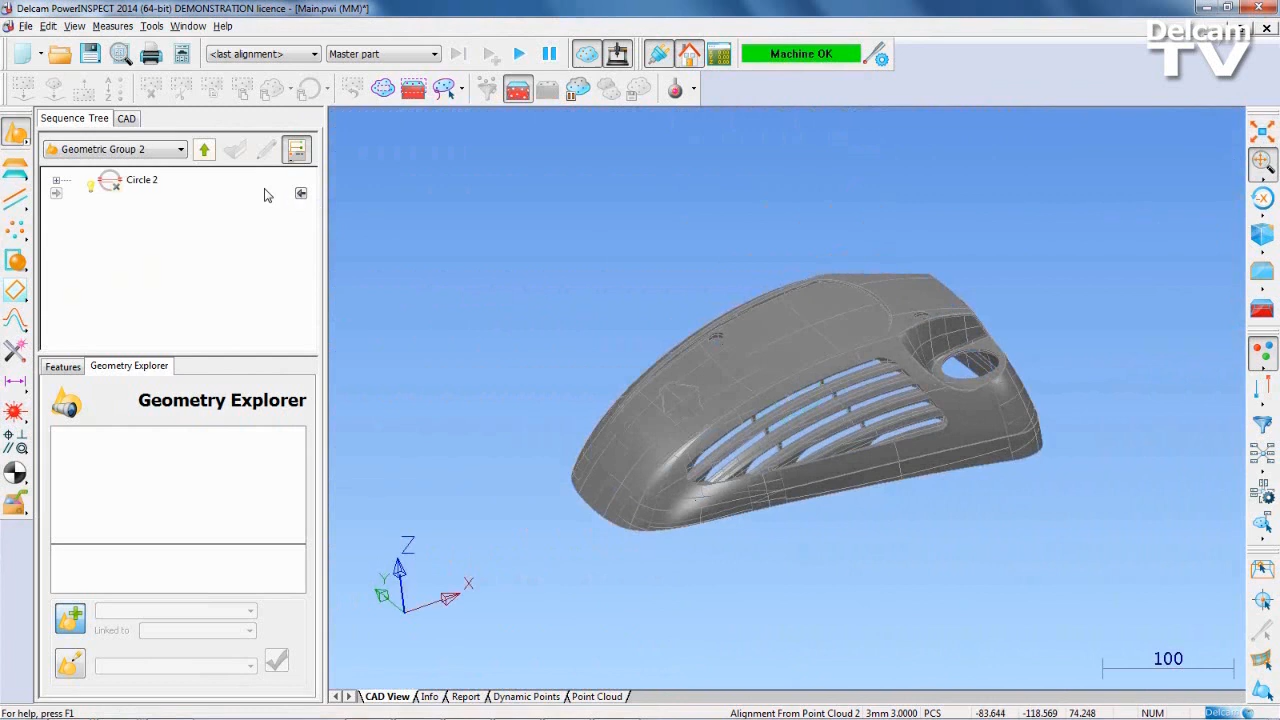 Delcam PowerINSPECT 2014 (64-bit) DEMONSTRATION licence - [Main.pwi (MM)*]
File Edit View Measures Tools Window Help
Delcam
TV
<last alignment> Master part Machine OK
Sequence Tree CAD
Geometric Group 2
Circle 2
Features Geometry Explorer
Geometry Explorer
Linked to
Z
Y
X
100
CAD View Info Report Dynamic Points Point Cloud
For help, press F1 Alignment From Point Cloud 2 3mm 3.0000 PCS -83.644 -118.569 74.248 NUM Delcam